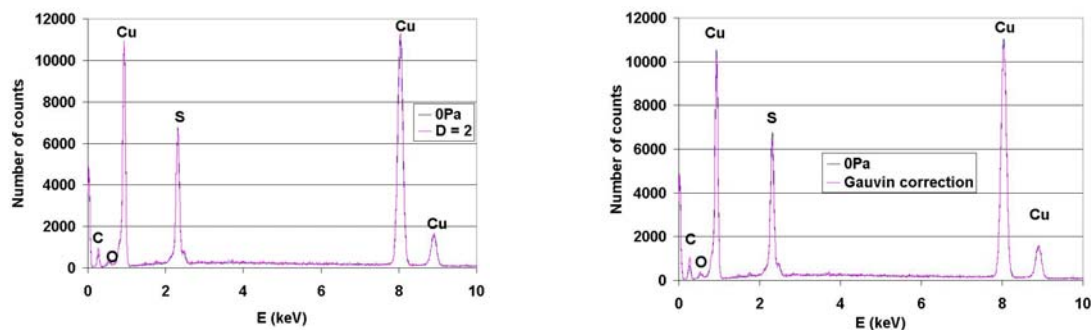 Number of counts
12000
10000
8000
6000
4000
2000
0
Cu
Cu
S
C
O
Cu
0Pa
D = 2
0 2 4 6 8 10
E (keV)
Number of counts
12000
10000
8000
6000
4000
2000
0
Cu
Cu
S
C
O
Cu
0Pa
Gauvin correction
0 2 4 6 8 10
E (keV)